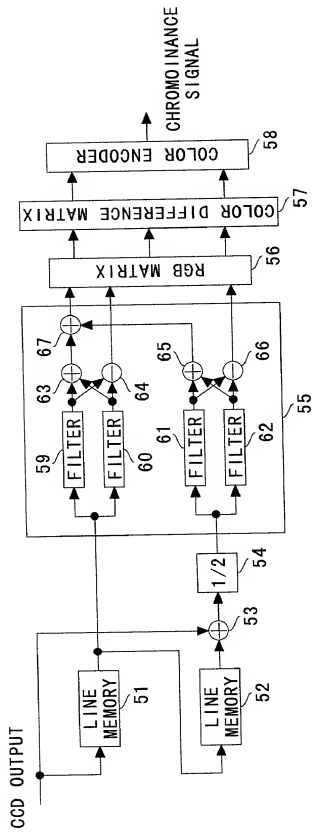 CCD OUTPUT
LINE
MEMORY
51
LINE
MEMORY
52
53
1/2
54
55
59
FILTER
FILTER
60
61
FILTER
FILTER
62
63
64
65
66
67
RGB MATRIX
56
COLOR DIFFERENCE MATRIX
57
COLOR ENCODER
58
CHROMOINANCE
SIGNAL